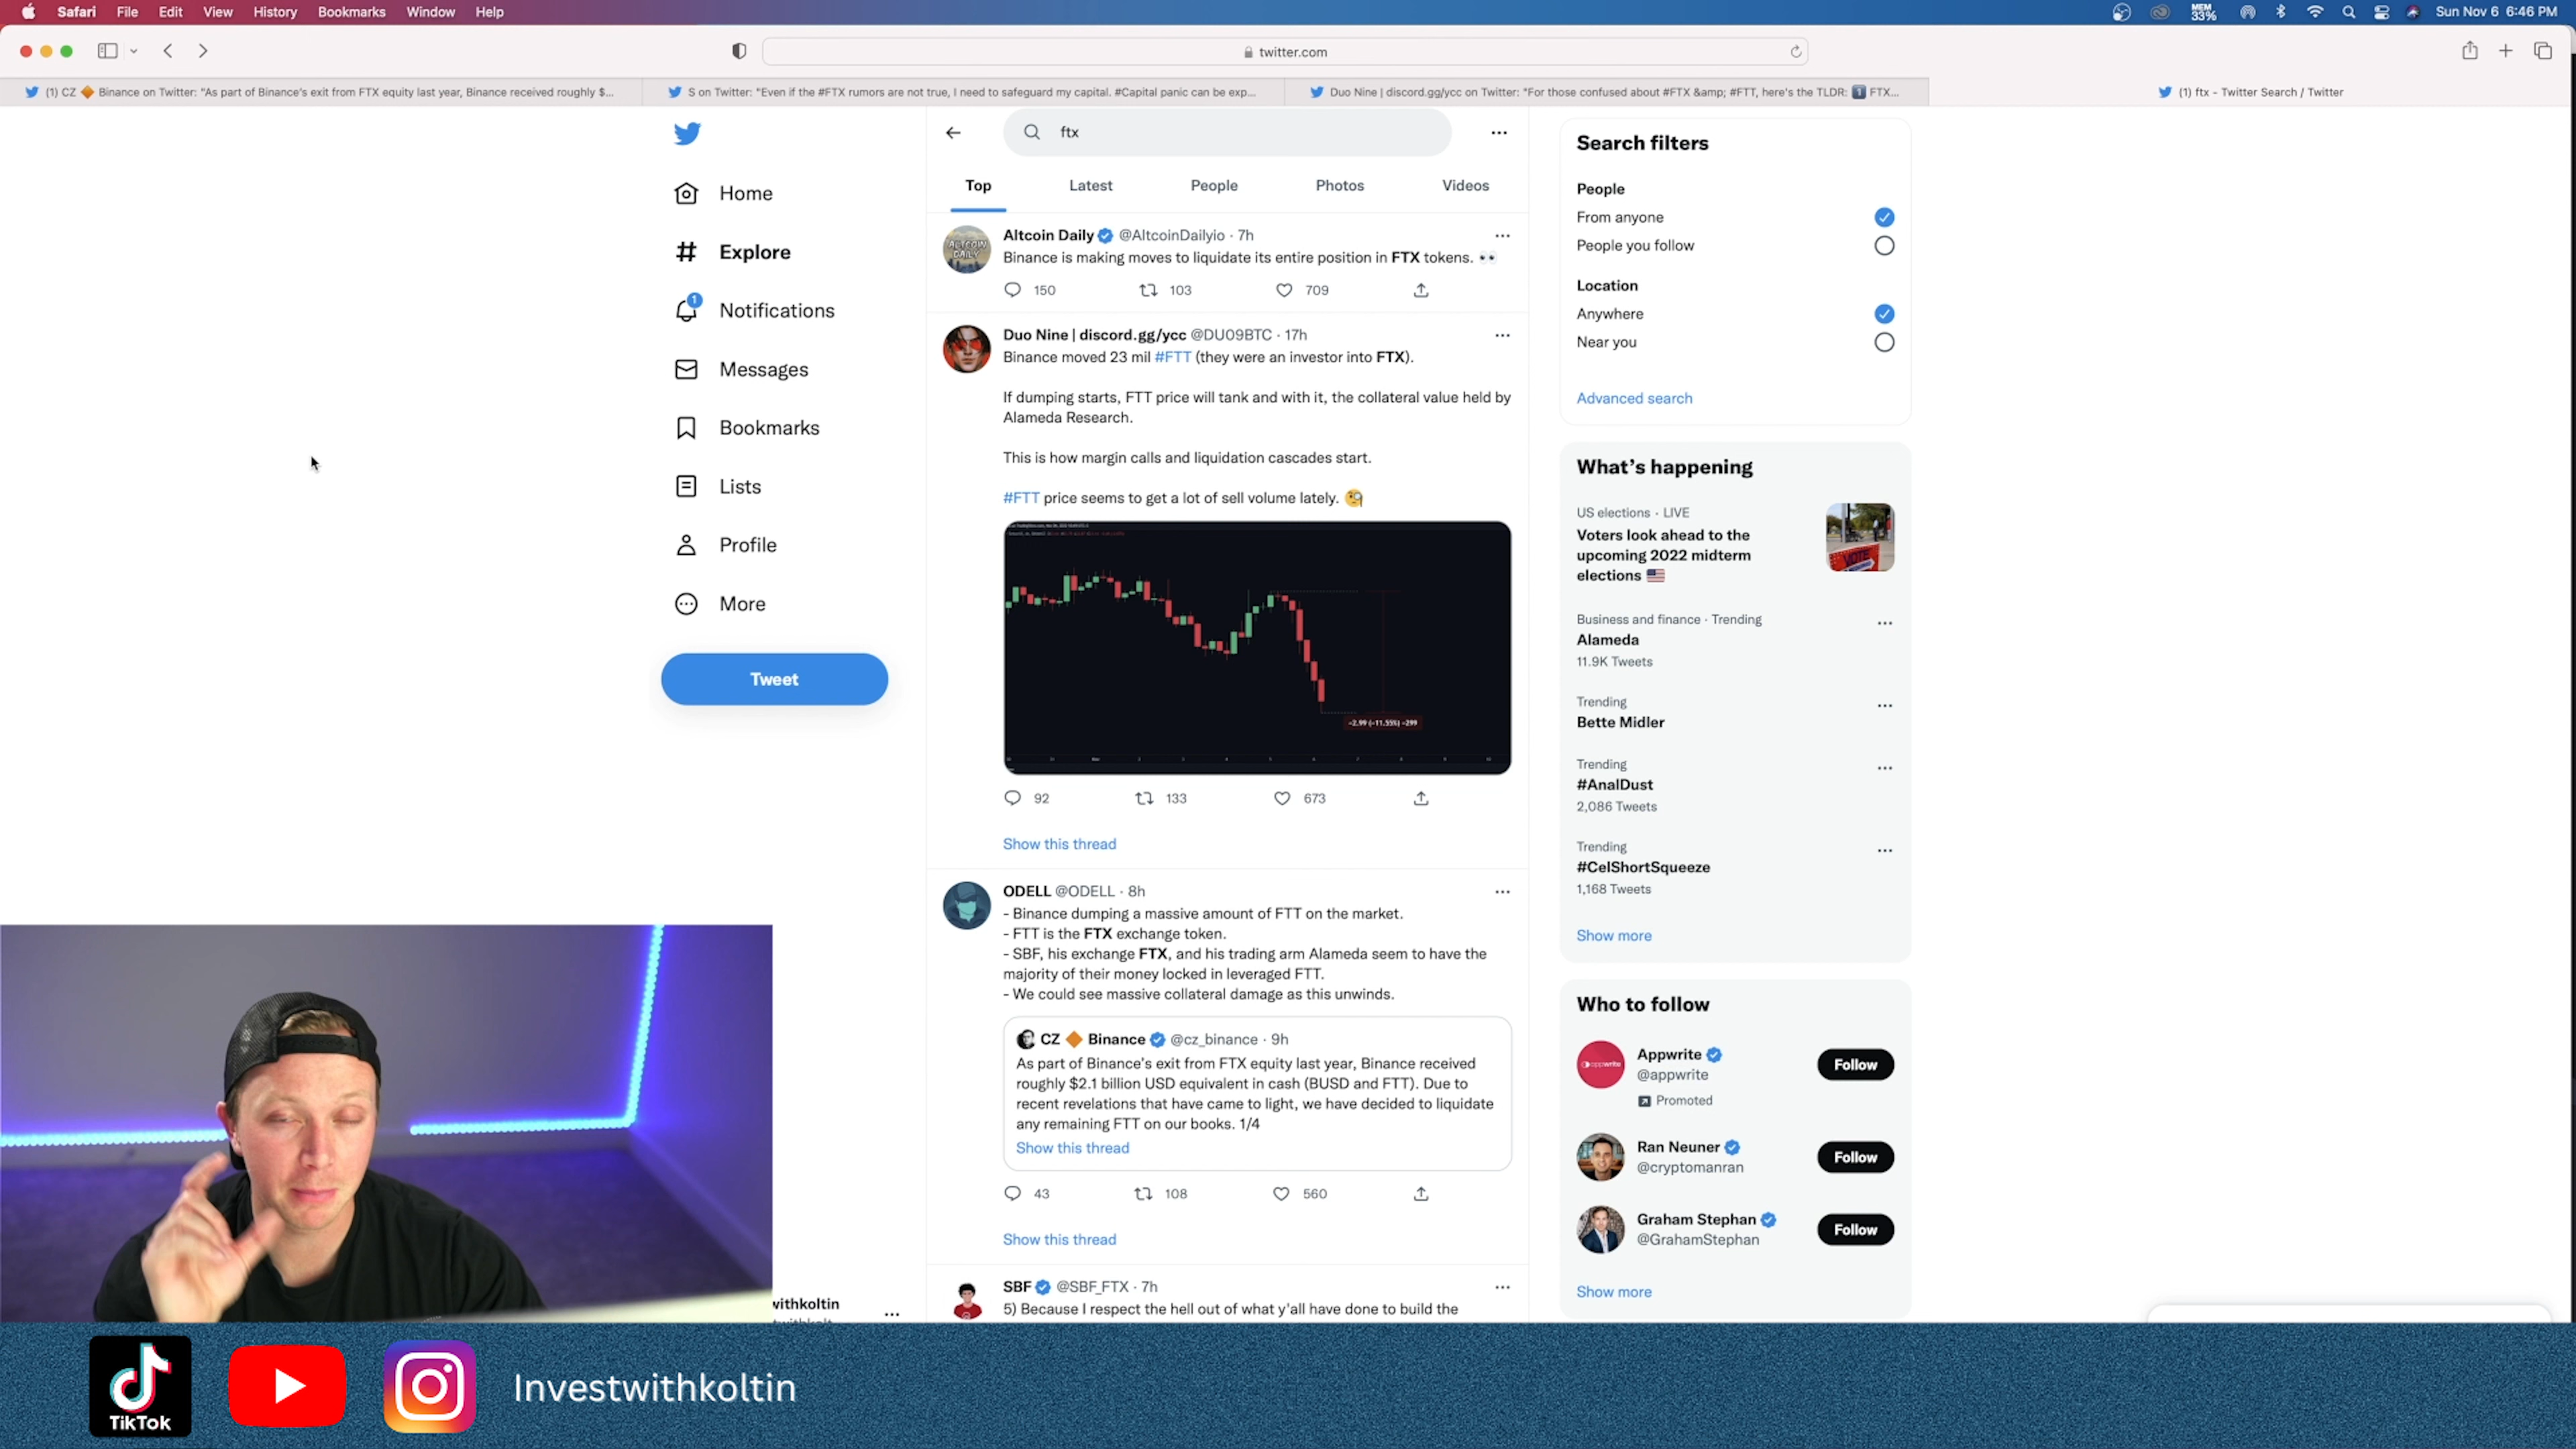 Safari File Edit View History Bookmarks Window Help
MEM 33%
Sun Nov 6 6:46 PM
twitter.com
(1) CZ 🔶 Binance on Twitter: "As part of Binance's exit from FTX equity last year, Binance received roughly $...
S on Twitter: "Even if the #FTX rumors are not true, I need to safeguard my capital. #Capital panic can be exp...
Duo Nine | discord.gg/ycc on Twitter: "For those confused about #FTX &amp; #FTT, here's the TLDR: 1️⃣ FTX...
(1) ftx - Twitter Search / Twitter
Home
Explore
1
Notifications
Messages
Bookmarks
Lists
Profile
More
Tweet
ftx
Top Latest People Photos Videos
Altcoin Daily @AltcoinDailyio · 7h
Binance is making moves to liquidate its entire position in FTX tokens. 👀
150 103 709
ALTCOIN DAILY
Duo Nine | discord.gg/ycc @DUO9BTC · 17h
Binance moved 23 mil #FTT (they were an investor into FTX).
If dumping starts, FTT price will tank and with it, the collateral value held by
Alameda Research.
This is how margin calls and liquidation cascades start.
#FTT price seems to get a lot of sell volume lately. 🧐
-2.99 (-11.55%) -299
92 133 673
Show this thread
ODELL @ODELL · 8h
- Binance dumping a massive amount of FTT on the market.
- FTT is the FTX exchange token.
- SBF, his exchange FTX, and his trading arm Alameda seem to have the
majority of their money locked in leveraged FTT.
- We could see massive collateral damage as this unwinds.
CZ 🔶 Binance @cz_binance · 9h
As part of Binance's exit from FTX equity last year, Binance received
roughly $2.1 billion USD equivalent in cash (BUSD and FTT). Due to
recent revelations that have came to light, we have decided to liquidate
any remaining FTT on our books. 1/4
Show this thread
43 108 560
Show this thread
SBF @SBF_FTX · 7h
5) Because I respect the hell out of what y'all have done to build the
Search filters
People
From anyone
People you follow
Location
Anywhere
Near you
Advanced search
What's happening
US elections · LIVE
Voters look ahead to the
upcoming 2022 midterm
elections 🇺🇸
VOTE
Business and finance · Trending
Alameda
11.9K Tweets
Trending
Bette Midler
Trending
#AnalDust
2,086 Tweets
Trending
#CelShortSqueeze
1,168 Tweets
Show more
Who to follow
Appwrite
@appwrite
appwrite
Promoted
Follow
Ran Neuner
@cryptomanran
Follow
Graham Stephan
@GrahamStephan
Follow
Show more
withkoltin
TikTok
Investwithkoltin